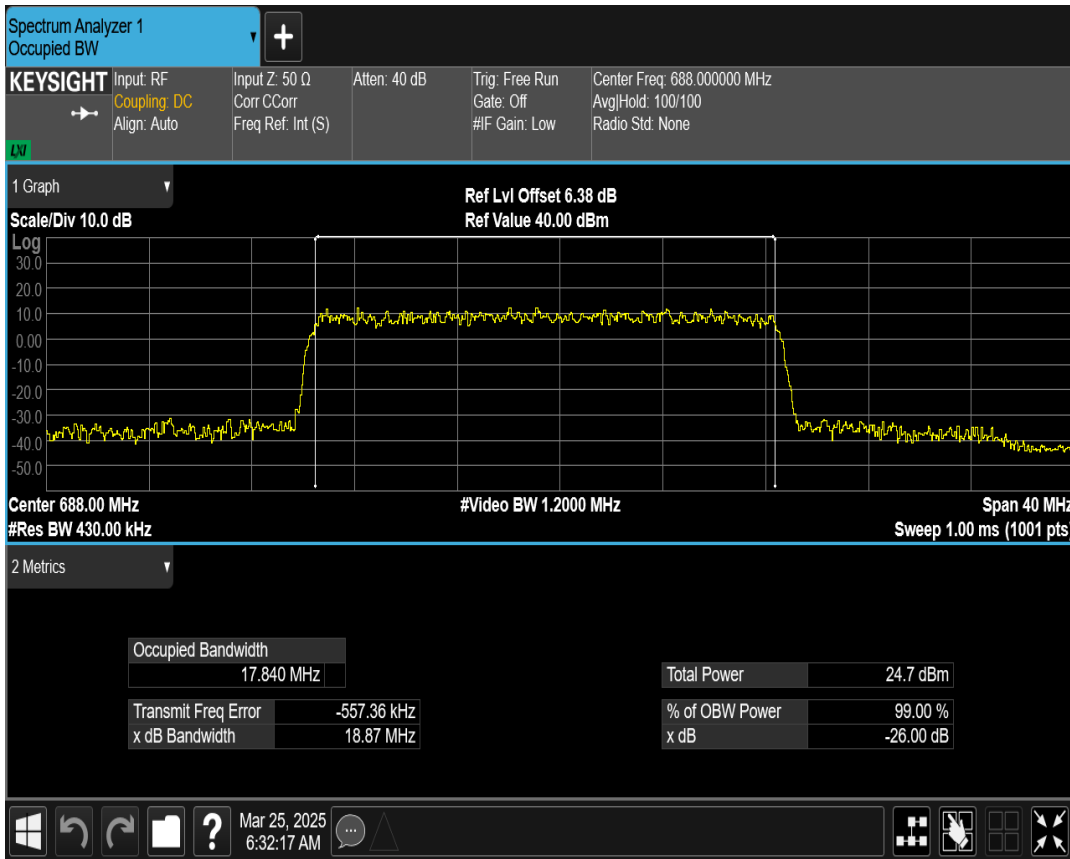 Spectrum Analyzer 1
Occupied BW
+
KEYSIGHT
LXI
Input: RF
Coupling: DC
Align: Auto
Input Z: 50 Ω
Corr CCorr
Freq Ref: Int (S)
Atten: 40 dB
Trig: Free Run
Gate: Off
#IF Gain: Low
Center Freq: 688.000000 MHz
Avg|Hold: 100/100
Radio Std: None
1 Graph
Scale/Div 10.0 dB
Ref Lvl Offset 6.38 dB
Ref Value 40.00 dBm
Log
30.0
20.0
10.0
0.00
-10.0
-20.0
-30.0
-40.0
-50.0
Center 688.00 MHz
#Video BW 1.2000 MHz
Span 40 MHz
#Res BW 430.00 kHz
Sweep 1.00 ms (1001 pts)
2 Metrics
Occupied Bandwidth
17.840 MHz
Total Power 24.7 dBm
Transmit Freq Error -557.36 kHz
% of OBW Power 99.00 %
x dB Bandwidth 18.87 MHz
x dB -26.00 dB
?
Mar 25, 2025
6:32:17 AM
...